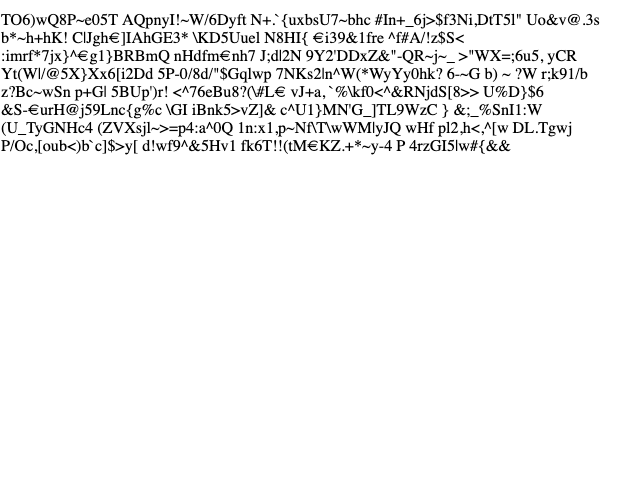 TO6)wQ8P~e05T AQpnyI!~W/6Dyft N+.`{uxbsU7~bhc #In+_6j>$f3Ni,DtT5l" Uo&v@.3s
b*~h+hK! C|Jgh€]IAhGE3* \KD5Uuel N8HI{ €i39&1fre ^f#A/!z$S<
:imrf*7jx}^€g1}BRBmQ nHdfm€nh7 J;d|2N 9Y2'DDxZ&"-QR~j~_ >"WX=;6u5, yCR
Yt(W|/@5X}Xx6[i2Dd 5P-0/8d/"$Gqlwp 7NKs2|n^W(*WyYy0hk? 6-~G b) ~ ?W r;k91/b
z?Bc~wSn p+G| 5BUp')r! <^76eBu8?(\#L€ vJ+a,`%\kf0<^&RNjdS[8>> U%D}$6
&S-€urH@j59Lnc{g%c \GI iBnk5>vZ]& c^U1}MN'G_]TL9WzC } &;_%SnI1:W
(U_TyGNHc4 (ZVXsjl~>=p4:a^0Q 1n:x1,p~Nf\T\wWM|yJQ wHf pl2,h<,^[w DL.Tgwj
P/Oc,[oub<)b`c]$>y[ d!wf9^&5Hv1 fk6T!!(tM€KZ.+*~y-4 P 4rzGI5|w#{&&